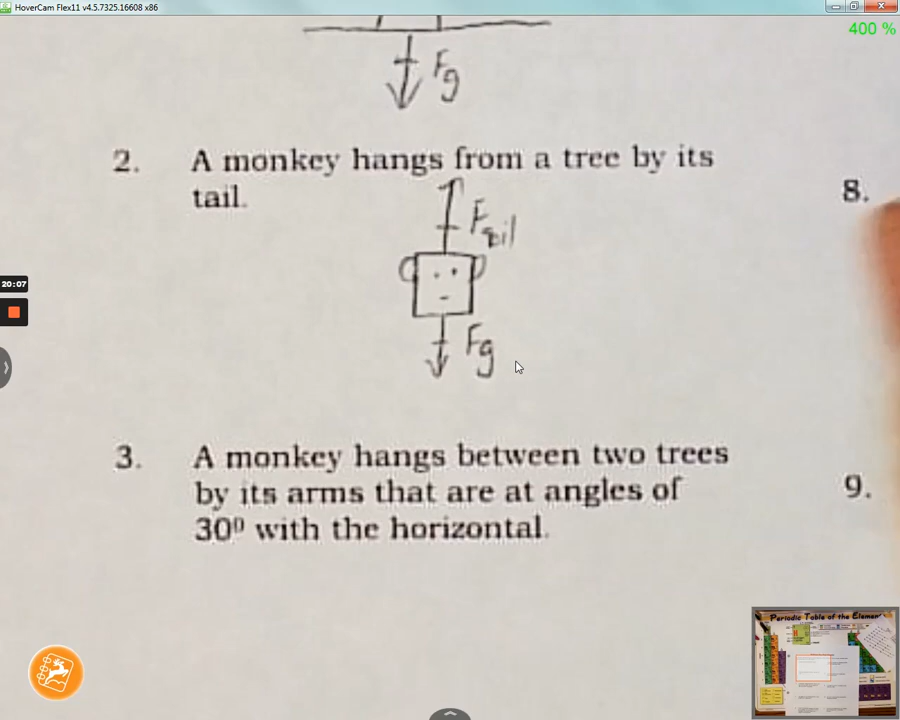 HoverCam Flex11 v4.5.7325.16608 x86
400 %
Fg
2. A monkey hangs from a tree by its
tail.
8.
Ftail
20:07
Fg
3. A monkey hangs between two trees
by its arms that are at angles of
30⁰ with the horizontal.
9.
Periodic Table of the Elemen